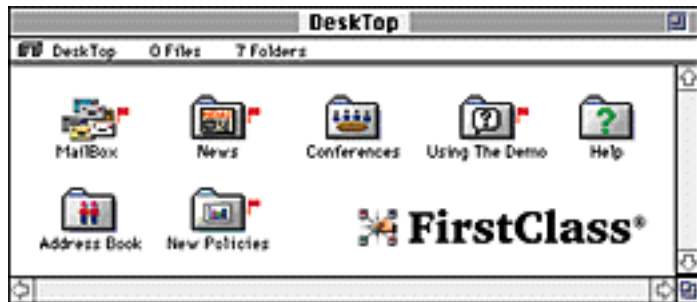 DeskTop
DeskTop 0 Files 7 Folders
MailBox News Conferences Using The Demo Help
Address Book New Policies
FirstClass®